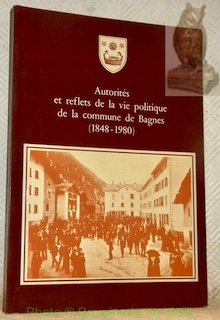 Autorités
et reflets de la vie politique
de la commune de Bagnes
(1848-1980)